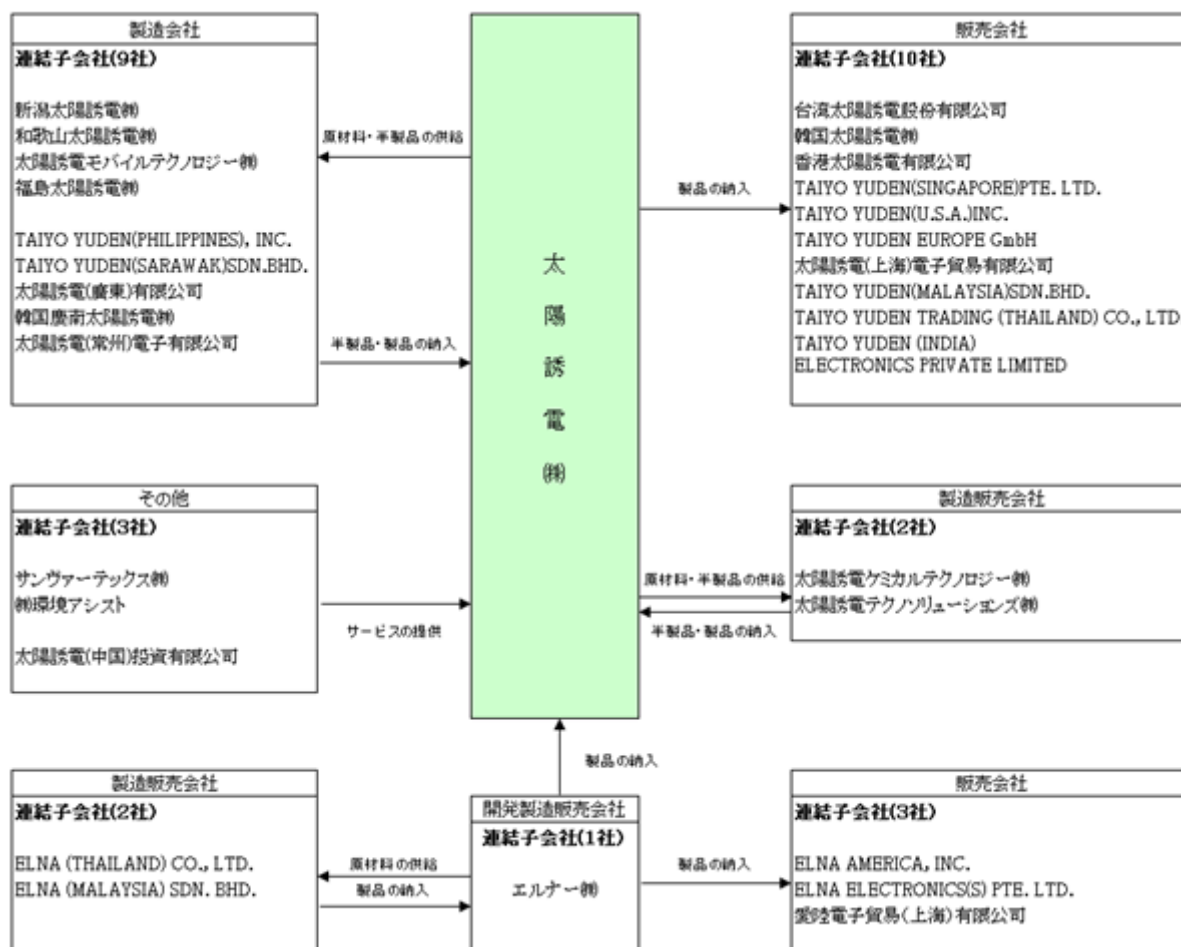 製造会社
連結子会社(9社)
新潟太陽誘電㈱
和歌山太陽誘電㈱
太陽誘電モバイルテクノロジー㈱
福島太陽誘電㈱
TAIYO YUDEN(PHILIPPINES), INC.
TAIYO YUDEN(SARAWAK)SDN.BHD.
太陽誘電(廣東)有限公司
韓国慶南太陽誘電㈱
太陽誘電(常州)電子有限公司
原材料・半製品の供給
半製品・製品の納入
太
陽
誘
電
㈱
製品の納入
販売会社
連結子会社(10社)
台湾太陽誘電股份有限公司
韓国太陽誘電㈱
香港太陽誘電有限公司
TAIYO YUDEN(SINGAPORE)PTE. LTD.
TAIYO YUDEN(U.S.A.)INC.
TAIYO YUDEN EUROPE GmbH
太陽誘電(上海)電子貿易有限公司
TAIYO YUDEN(MALAYSIA)SDN.BHD.
TAIYO YUDEN TRADING (THAILAND) CO., LTD
TAIYO YUDEN (INDIA)
ELECTRONICS PRIVATE LIMITED
その他
連結子会社(3社)
サンヴァーテックス㈱
㈱環境アシスト
太陽誘電(中国)投資有限公司
サービスの提供
原材料・半製品の供給
半製品・製品の納入
製造販売会社
連結子会社(2社)
太陽誘電ケミカルテクノロジー㈱
太陽誘電テクノソリューションズ㈱
製品の納入
製造販売会社
連結子会社(2社)
ELNA (THAILAND) CO., LTD.
ELNA (MALAYSIA) SDN. BHD.
原材料の供給
製品の納入
開発製造販売会社
連結子会社(1社)
エルナー㈱
製品の納入
販売会社
連結子会社(3社)
ELNA AMERICA, INC.
ELNA ELECTRONICS(S) PTE. LTD.
愛陸電子貿易(上海)有限公司